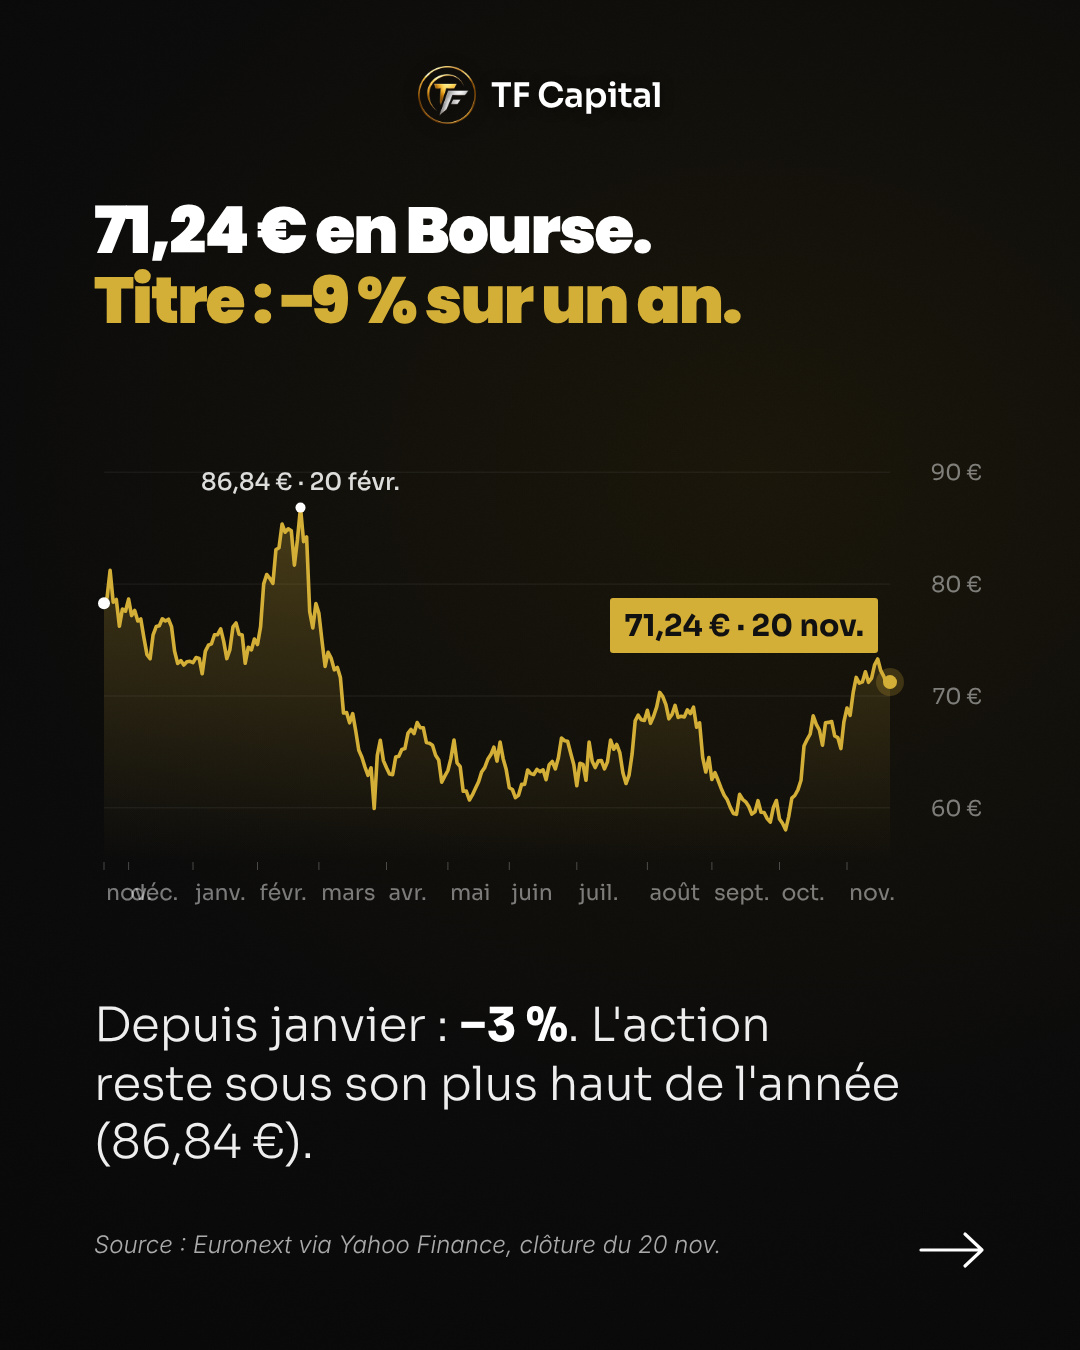 TF Capital
71,24 € en Bourse.
Titre : –9 % sur un an.
86,84 € · 20 févr.
90 €
80 €
71,24 € · 20 nov.
70 €
60 €
nov. déc. janv. févr. mars avr. mai juin juil. août sept. oct. nov.
Depuis janvier : –3 %. L'action
reste sous son plus haut de l'année
(86,84 €).
Source : Euronext via Yahoo Finance, clôture du 20 nov.